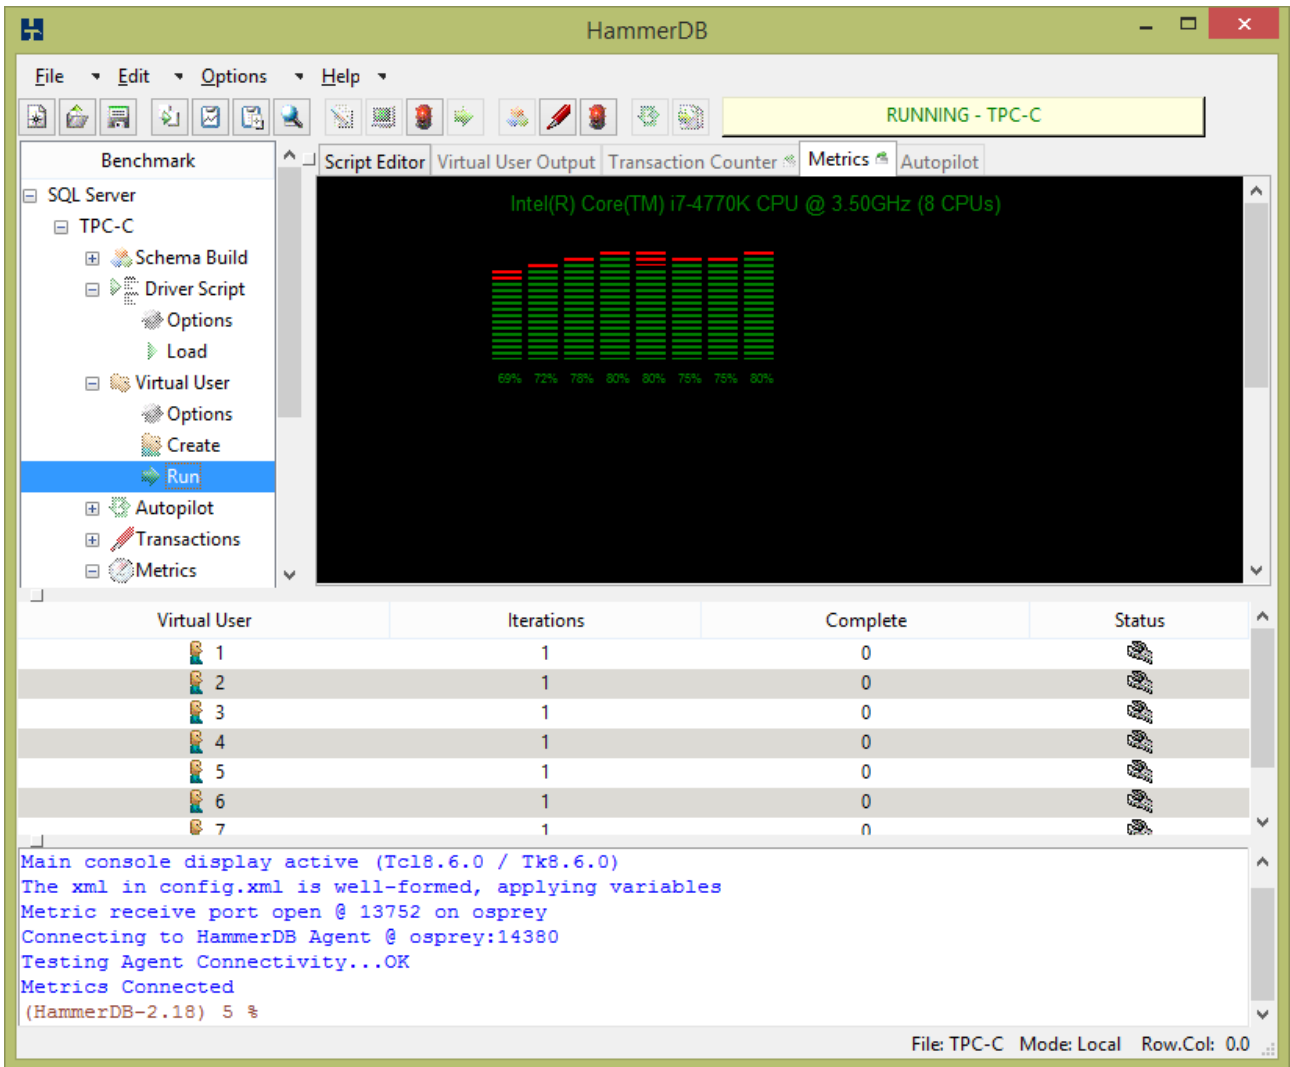 HammerDB
File Edit Options Help
RUNNING - TPC-C
Benchmark
SQL Server
TPC-C
Schema Build
Driver Script
Options
Load
Virtual User
Options
Create
Run
Autopilot
Transactions
Metrics
Script Editor Virtual User Output Transaction Counter Metrics Autopilot
Intel(R) Core(TM) i7-4770K CPU @ 3.50GHz (8 CPUs)
69% 72% 78% 80% 80% 75% 75% 80%
Virtual User Iterations Complete Status
1 1 0
2 1 0
3 1 0
4 1 0
5 1 0
6 1 0
7 1 0
Main console display active (Tcl8.6.0 / Tk8.6.0)
The xml in config.xml is well-formed, applying variables
Metric receive port open @ 13752 on osprey
Connecting to HammerDB Agent @ osprey:14380
Testing Agent Connectivity...OK
Metrics Connected
(HammerDB-2.18) 5 %
File: TPC-C Mode: Local Row.Col: 0.0